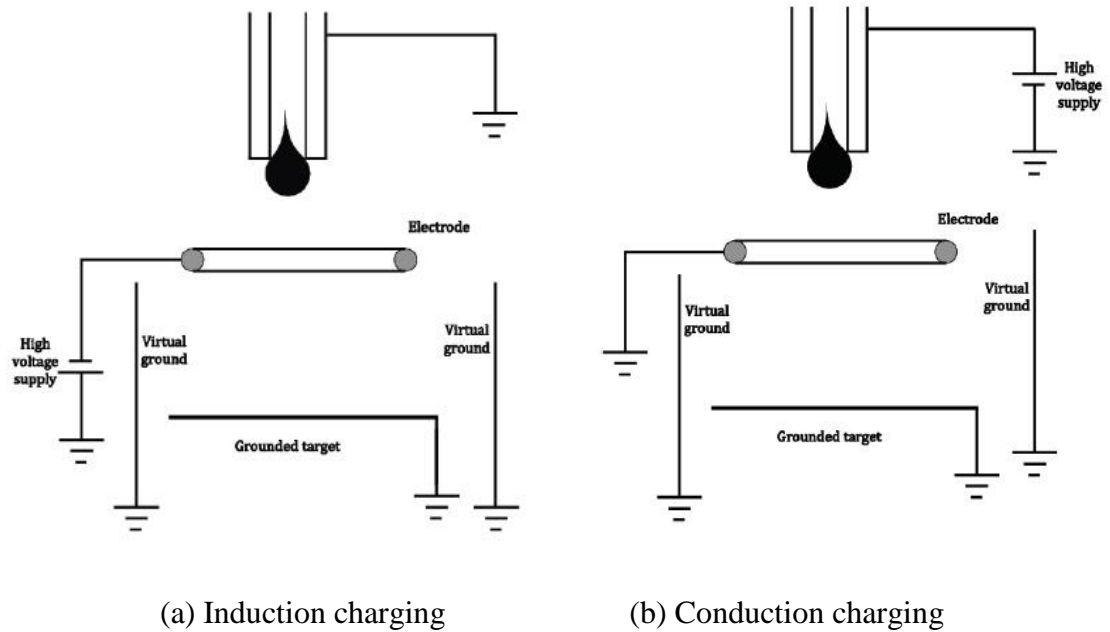 Electrode
High
voltage
supply
Virtual
ground
Virtual
ground
Grounded target
High
voltage
supply
Electrode
Virtual
ground
Virtual
ground
Grounded target
(a) Induction charging
(b) Conduction charging